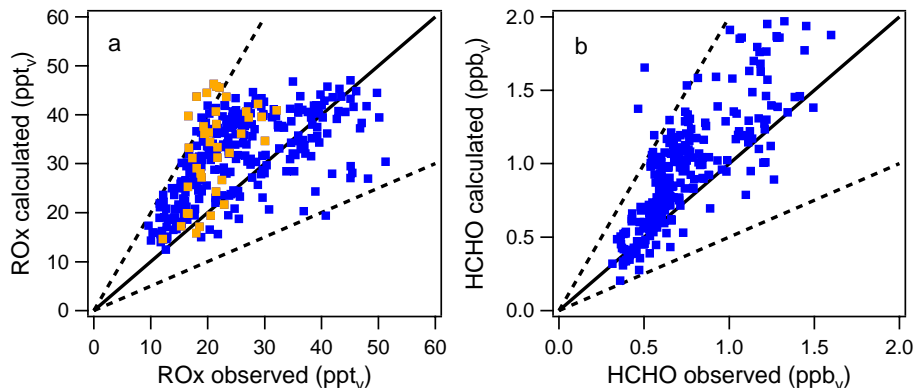 a
60
50
40
30
20
10
0
ROx calculated (pptv)
0 10 20 30 40 50 60
ROx observed (pptv)
b
2.0
1.5
1.0
0.5
0.0
HCHO calculated (ppbv)
0.0 0.5 1.0 1.5 2.0
HCHO observed (ppbv)